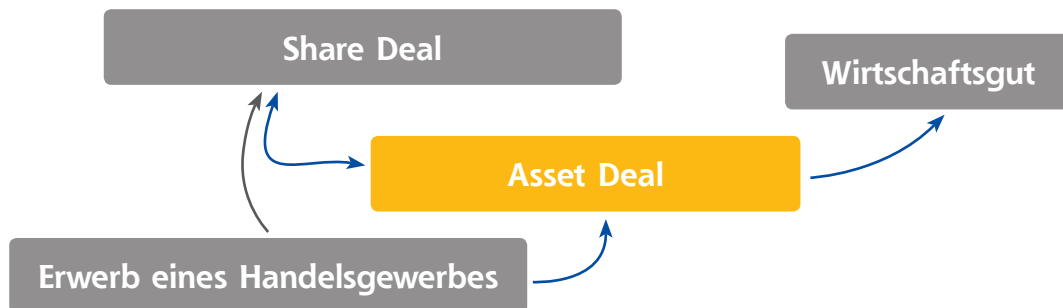 Share Deal
Wirtschaftsgut
Asset Deal
Erwerb eines Handelsgewerbes